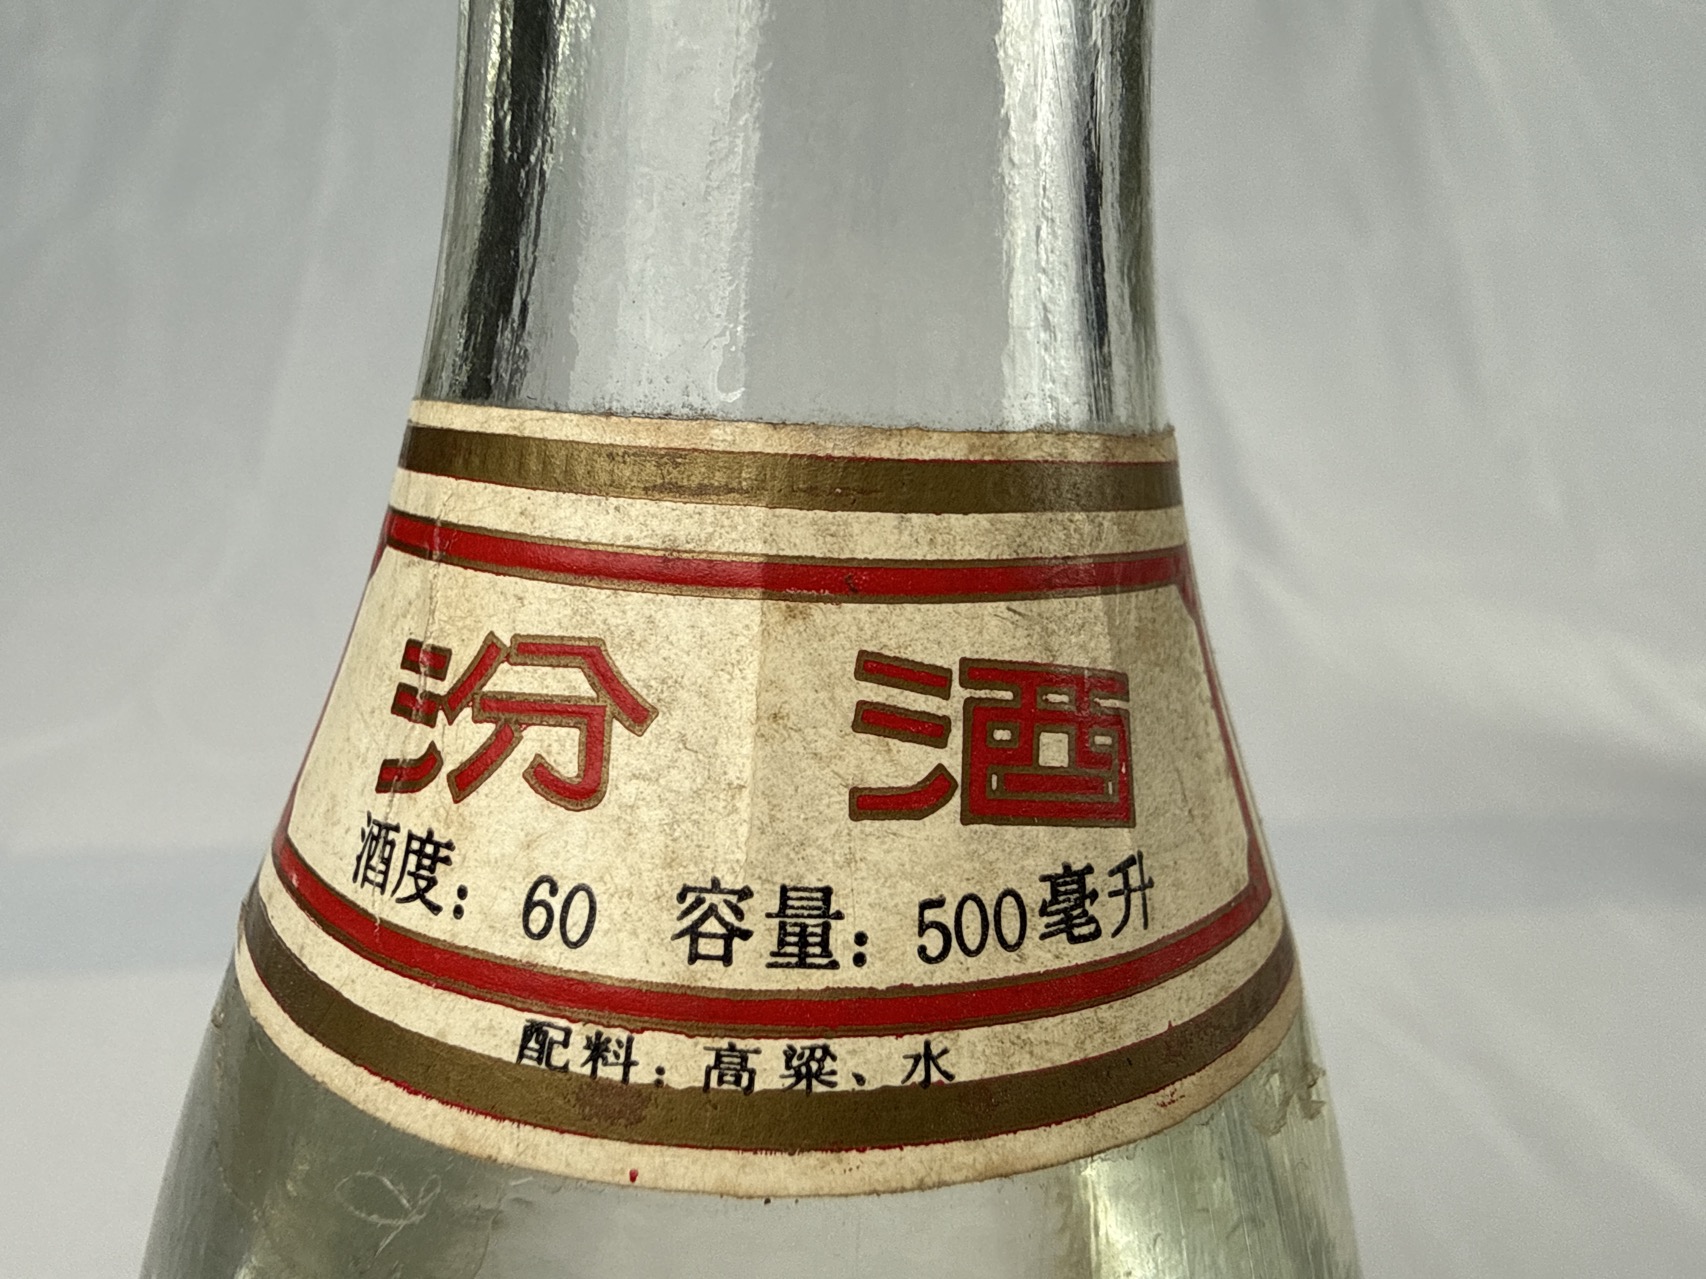 汾 酒
酒度：60 容量：500毫升
配料：高粱、水